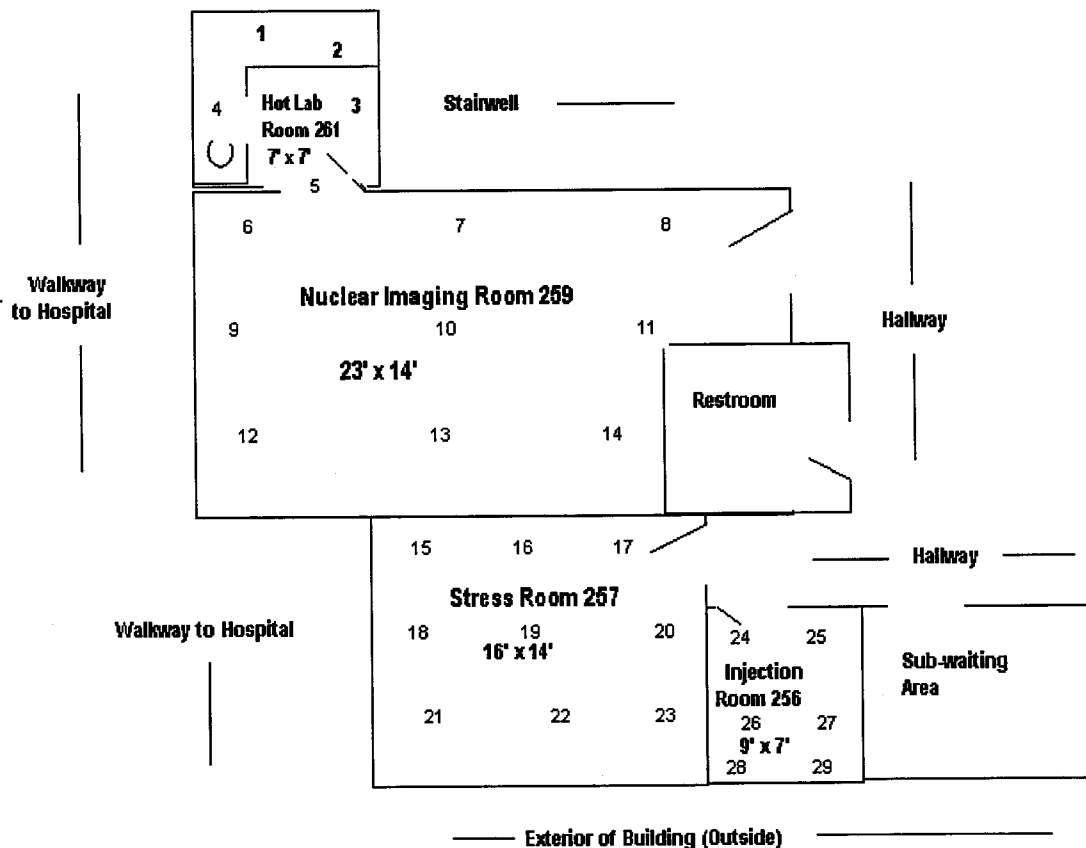 1
2
4
Hot Lab
3
Room 261
7' x 7'
Stairwell
5
6
7
8
Walkway
to Hospital
Nuclear Imaging Room 259
9
10
11
Hallway
23' x 14'
Restroom
12
13
14
15
16
17
Hallway
Stress Room 257
Walkway to Hospital
18
19
20
16' x 14'
24
25
Injection
Room 256
Sub-waiting
Area
21
22
23
26
27
9' x 7'
28
29
Exterior of Building (Outside)